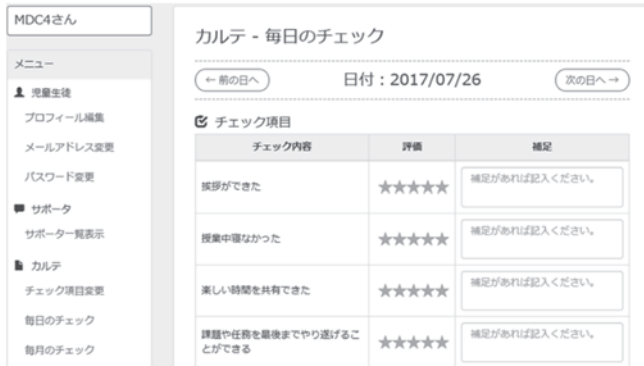 MDC4さん
メニュー
児童生徒
プロフィール編集
メールアドレス変更
パスワード変更
サポータ
サポーター覧表示
カルテ
チェック項目変更
毎日のチェック
毎月のチェック
カルテ - 毎日のチェック
← 前の日へ 日付：2017/07/26 次の日へ →
チェック項目
チェック内容 評価 補足
挨拶ができた ★★★★★ 補足があれば記入ください。
授業中寝なかった ★★★★★ 補足があれば記入ください。
楽しい時間を共有できた ★★★★★ 補足があれば記入ください。
課題や任務を最後までやり遂げるこ
とができる ★★★★★ 補足があれば記入ください。